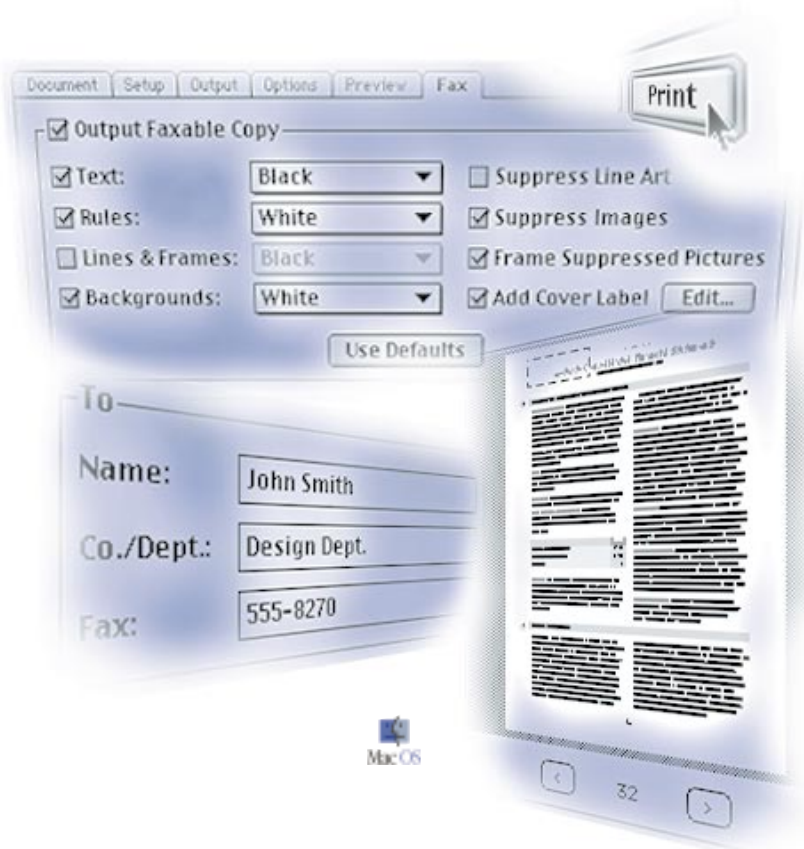 Document Setup Output Options Preview Fax
Print
Output Faxable Copy
Text: Black Suppress Line Art
Rules: White Suppress Images
Lines & Frames: Black Frame Suppressed Pictures
Backgrounds: White Add Cover Label Edit...
Use Defaults
To
Name: John Smith
Co./Dept.: Design Dept.
Fax: 555-8270
Mac OS
< 32 >